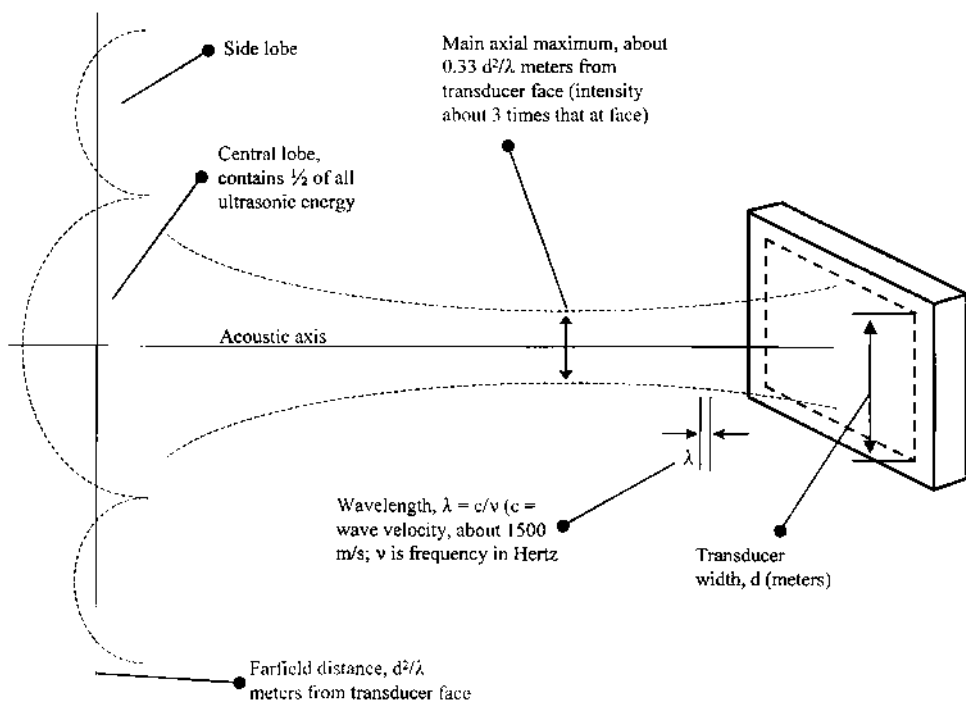 Side lobe
Main axial maximum, about
0.33 d²/λ meters from
transducer face (intensity
about 3 times that at face)
Central lobe,
contains ½ of all
ultrasonic energy
Acoustic axis
λ
Wavelength, λ = c/ν (c =
wave velocity, about 1500
m/s; ν is frequency in Hertz
Transducer
width, d (meters)
Farfield distance, d²/λ
meters from transducer face